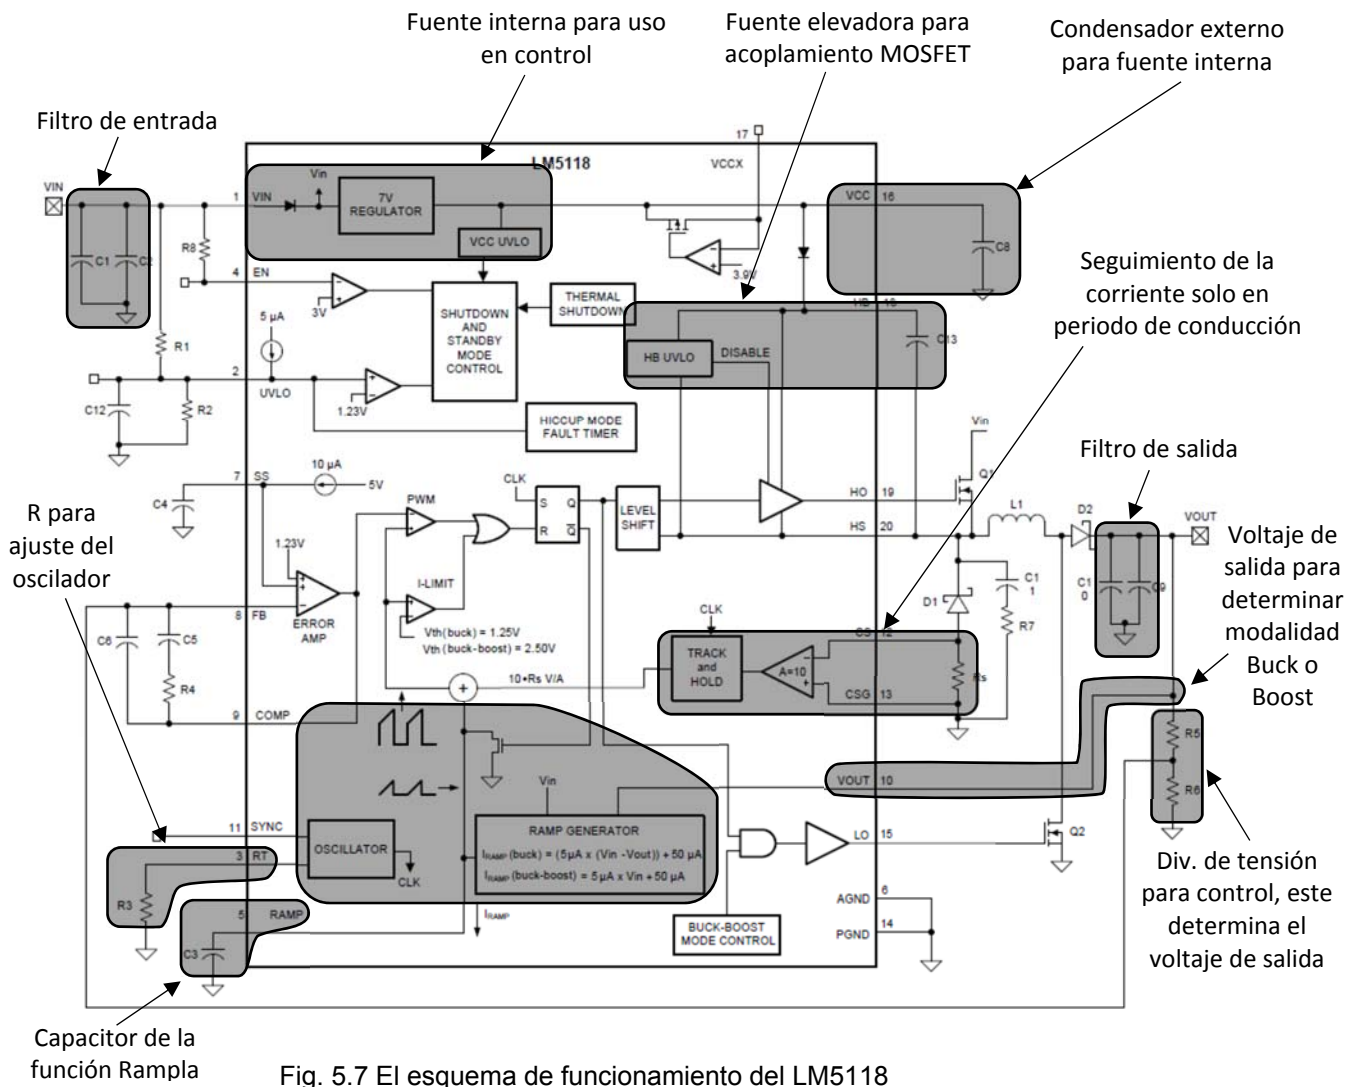 Fuente interna para uso
en control
Fuente elevadora para
acoplamiento MOSFET
Condensador externo
para fuente interna
Filtro de entrada
17
LM5118
VCCX
VIN
1
VIN
Vin
7V
REGULATOR
VCC UVLO
VCC
16
C1
C2
R8
C8
4
EN
3V
3.9V
SHUTDOWN
AND
STANDBY
MODE
CONTROL
THERMAL
SHUTDOWN
HB
18
Seguimiento de la
corriente solo en
periodo de conducción
5 µA
R1
HB UVLO
DISABLE
C13
2
UVLO
1.23V
C12
R2
HICCUP MODE
FAULT TIMER
Vin
Filtro de salida
7
SS
10 µA
5V
C4
CLK
PWM
S
Q
R
Q
LEVEL
SHIFT
HO
19
Q1
HS
20
L1
D2
VOUT
R para
ajuste del
oscilador
1.23V
I-LIMIT
ERROR
AMP
8
FB
Vth (buck) = 1.25V
Vth (buck-boost) = 2.50V
C6
C5
R4
9
COMP
CLK
TRACK
and
HOLD
A=10
10•Rs V/A
CS
12
CSG
13
D1
C1
1
R7
Rs
C1
0
C9
Voltaje de
salida para
determinar
modalidad
Buck o
Boost
R5
R6
VOUT
10
Vin
RAMP GENERATOR
IRAMP (buck) = (5µA x (Vin -Vout)) + 50 µA
IRAMP (buck-boost) = 5µA x Vin + 50 µA
11
SYNC
3
RT
OSCILLATOR
CLK
R3
5
RAMP
C3
IRAMP
BUCK-BOOST
MODE CONTROL
LO
15
Q2
6
AGND
14
PGND
Div. de tensión
para control, este
determina el
voltaje de salida
Capacitor de la
función Rampla
Fig. 5.7 El esquema de funcionamiento del LM5118